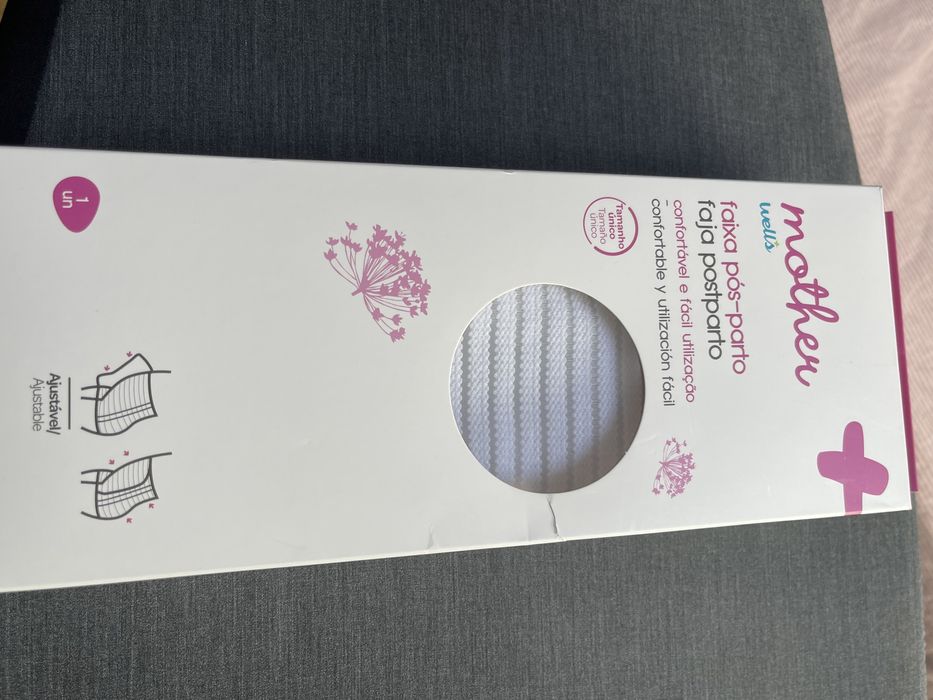 mother
well's
faixa pós-parto
faja postparto
confortável e fácil utilização
confortable y utilización fácil
Tamanho
único
Tamaño
único
1
un
Ajustável/
Ajustable